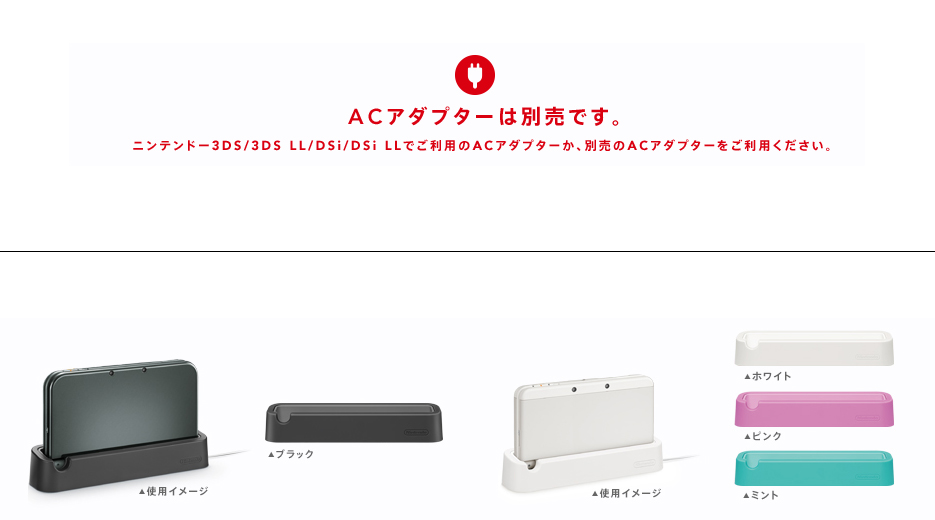 ACアダプターは別売です。
ニンテンドー3DS/3DS LL/DSi/DSi LLでご利用のACアダプターか、別売のACアダプターをご利用ください。
▲ホワイト
▲ピンク
▲ブラック
▲使用イメージ
▲使用イメージ
▲ミント